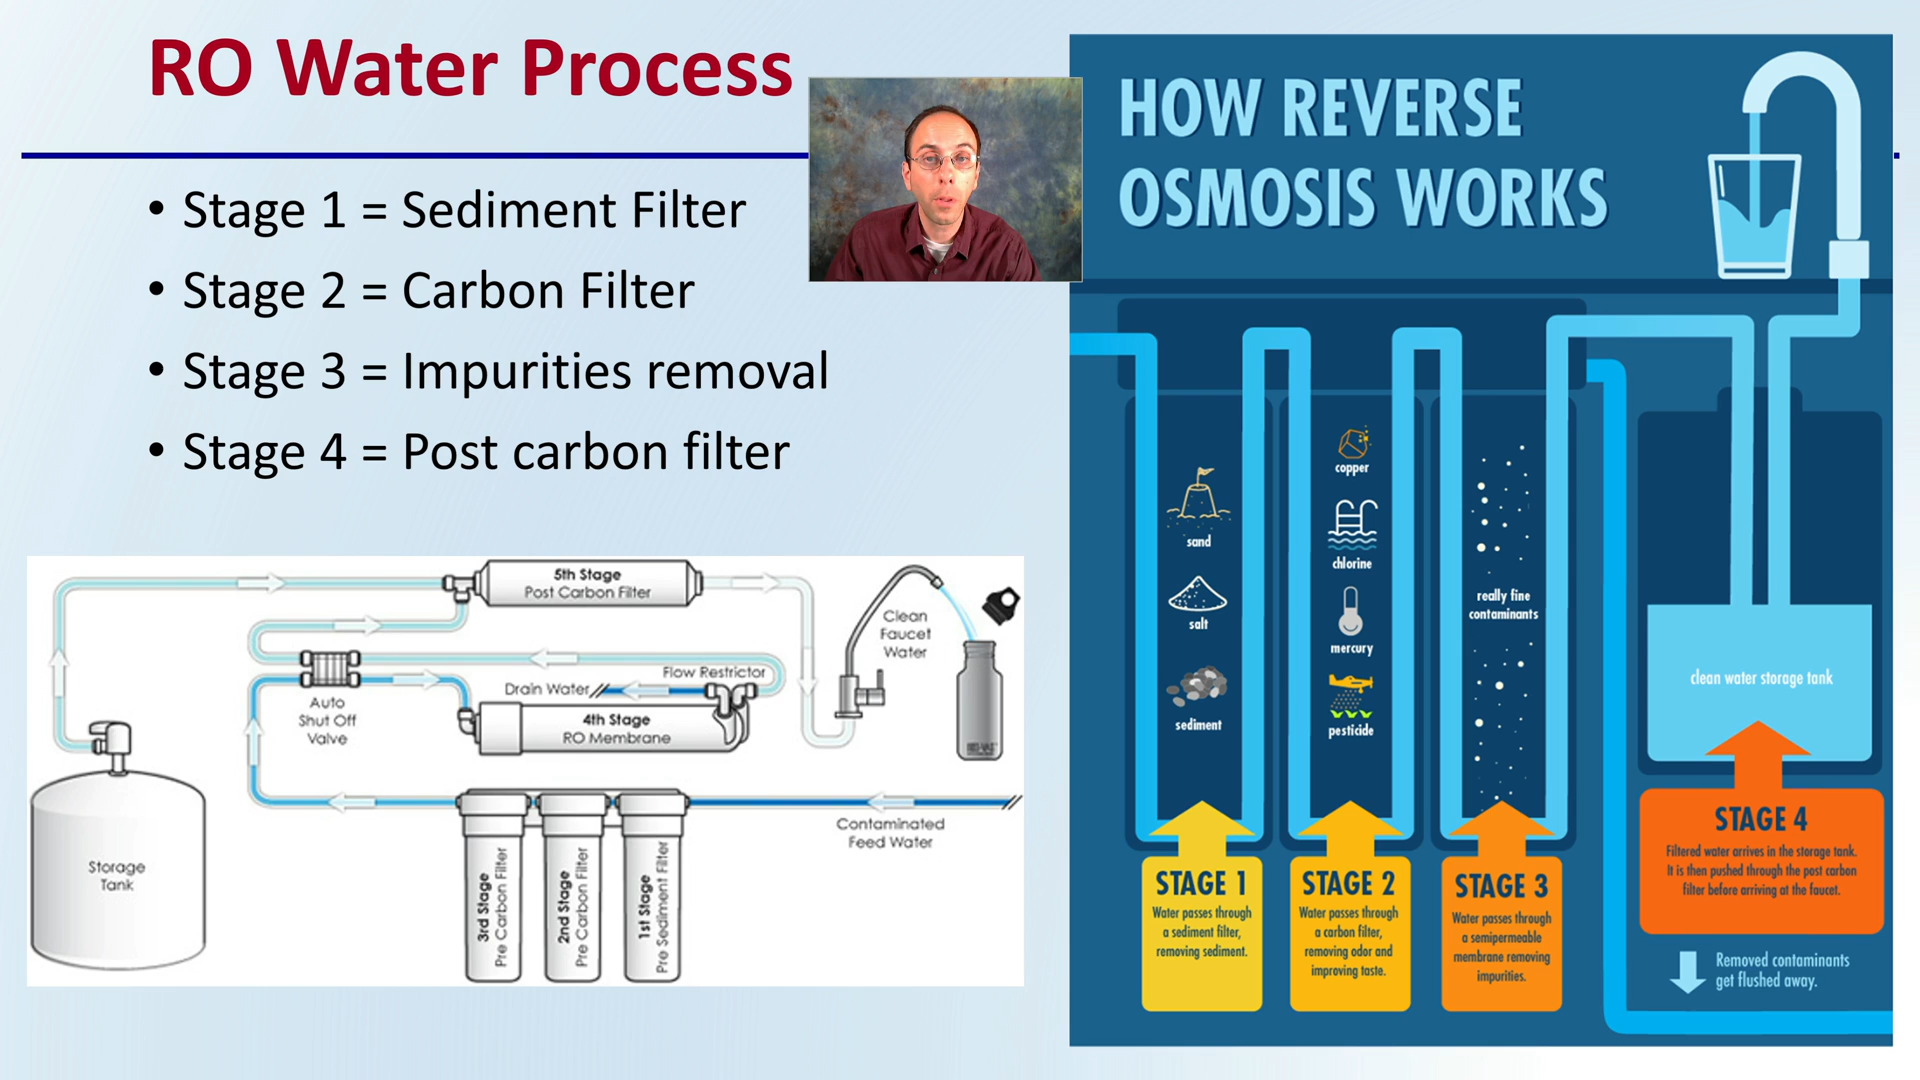 RO Water Process
• Stage 1 = Sediment Filter
• Stage 2 = Carbon Filter
• Stage 3 = Impurities removal
• Stage 4 = Post carbon filter
5th Stage
Post Carbon Filter
Clean
Faucet
Water
Flow Restrictor
Drain Water
Auto
Shut Off
Valve
4th Stage
RO Membrane
Contaminated
Feed Water
Storage
Tank
3rd Stage
Pre Carbon Filter
2nd Stage
Pre Carbon Filter
1st Stage
Pre Sediment Filter
HOW REVERSE
OSMOSIS WORKS
sand
salt
sediment
copper
chlorine
mercury
pesticide
really fine
contaminants
clean water storage tank
STAGE 1
Water passes through
a sediment filter,
removing sediment.
STAGE 2
Water passes through
a carbon filter,
removing odor and
improving taste.
STAGE 3
Water passes through
a semipermeable
membrane removing
impurities.
STAGE 4
Filtered water arrives in the storage tank.
It is then pushed through the post carbon
filter before arriving at the faucet.
Removed contaminants
get flushed away.